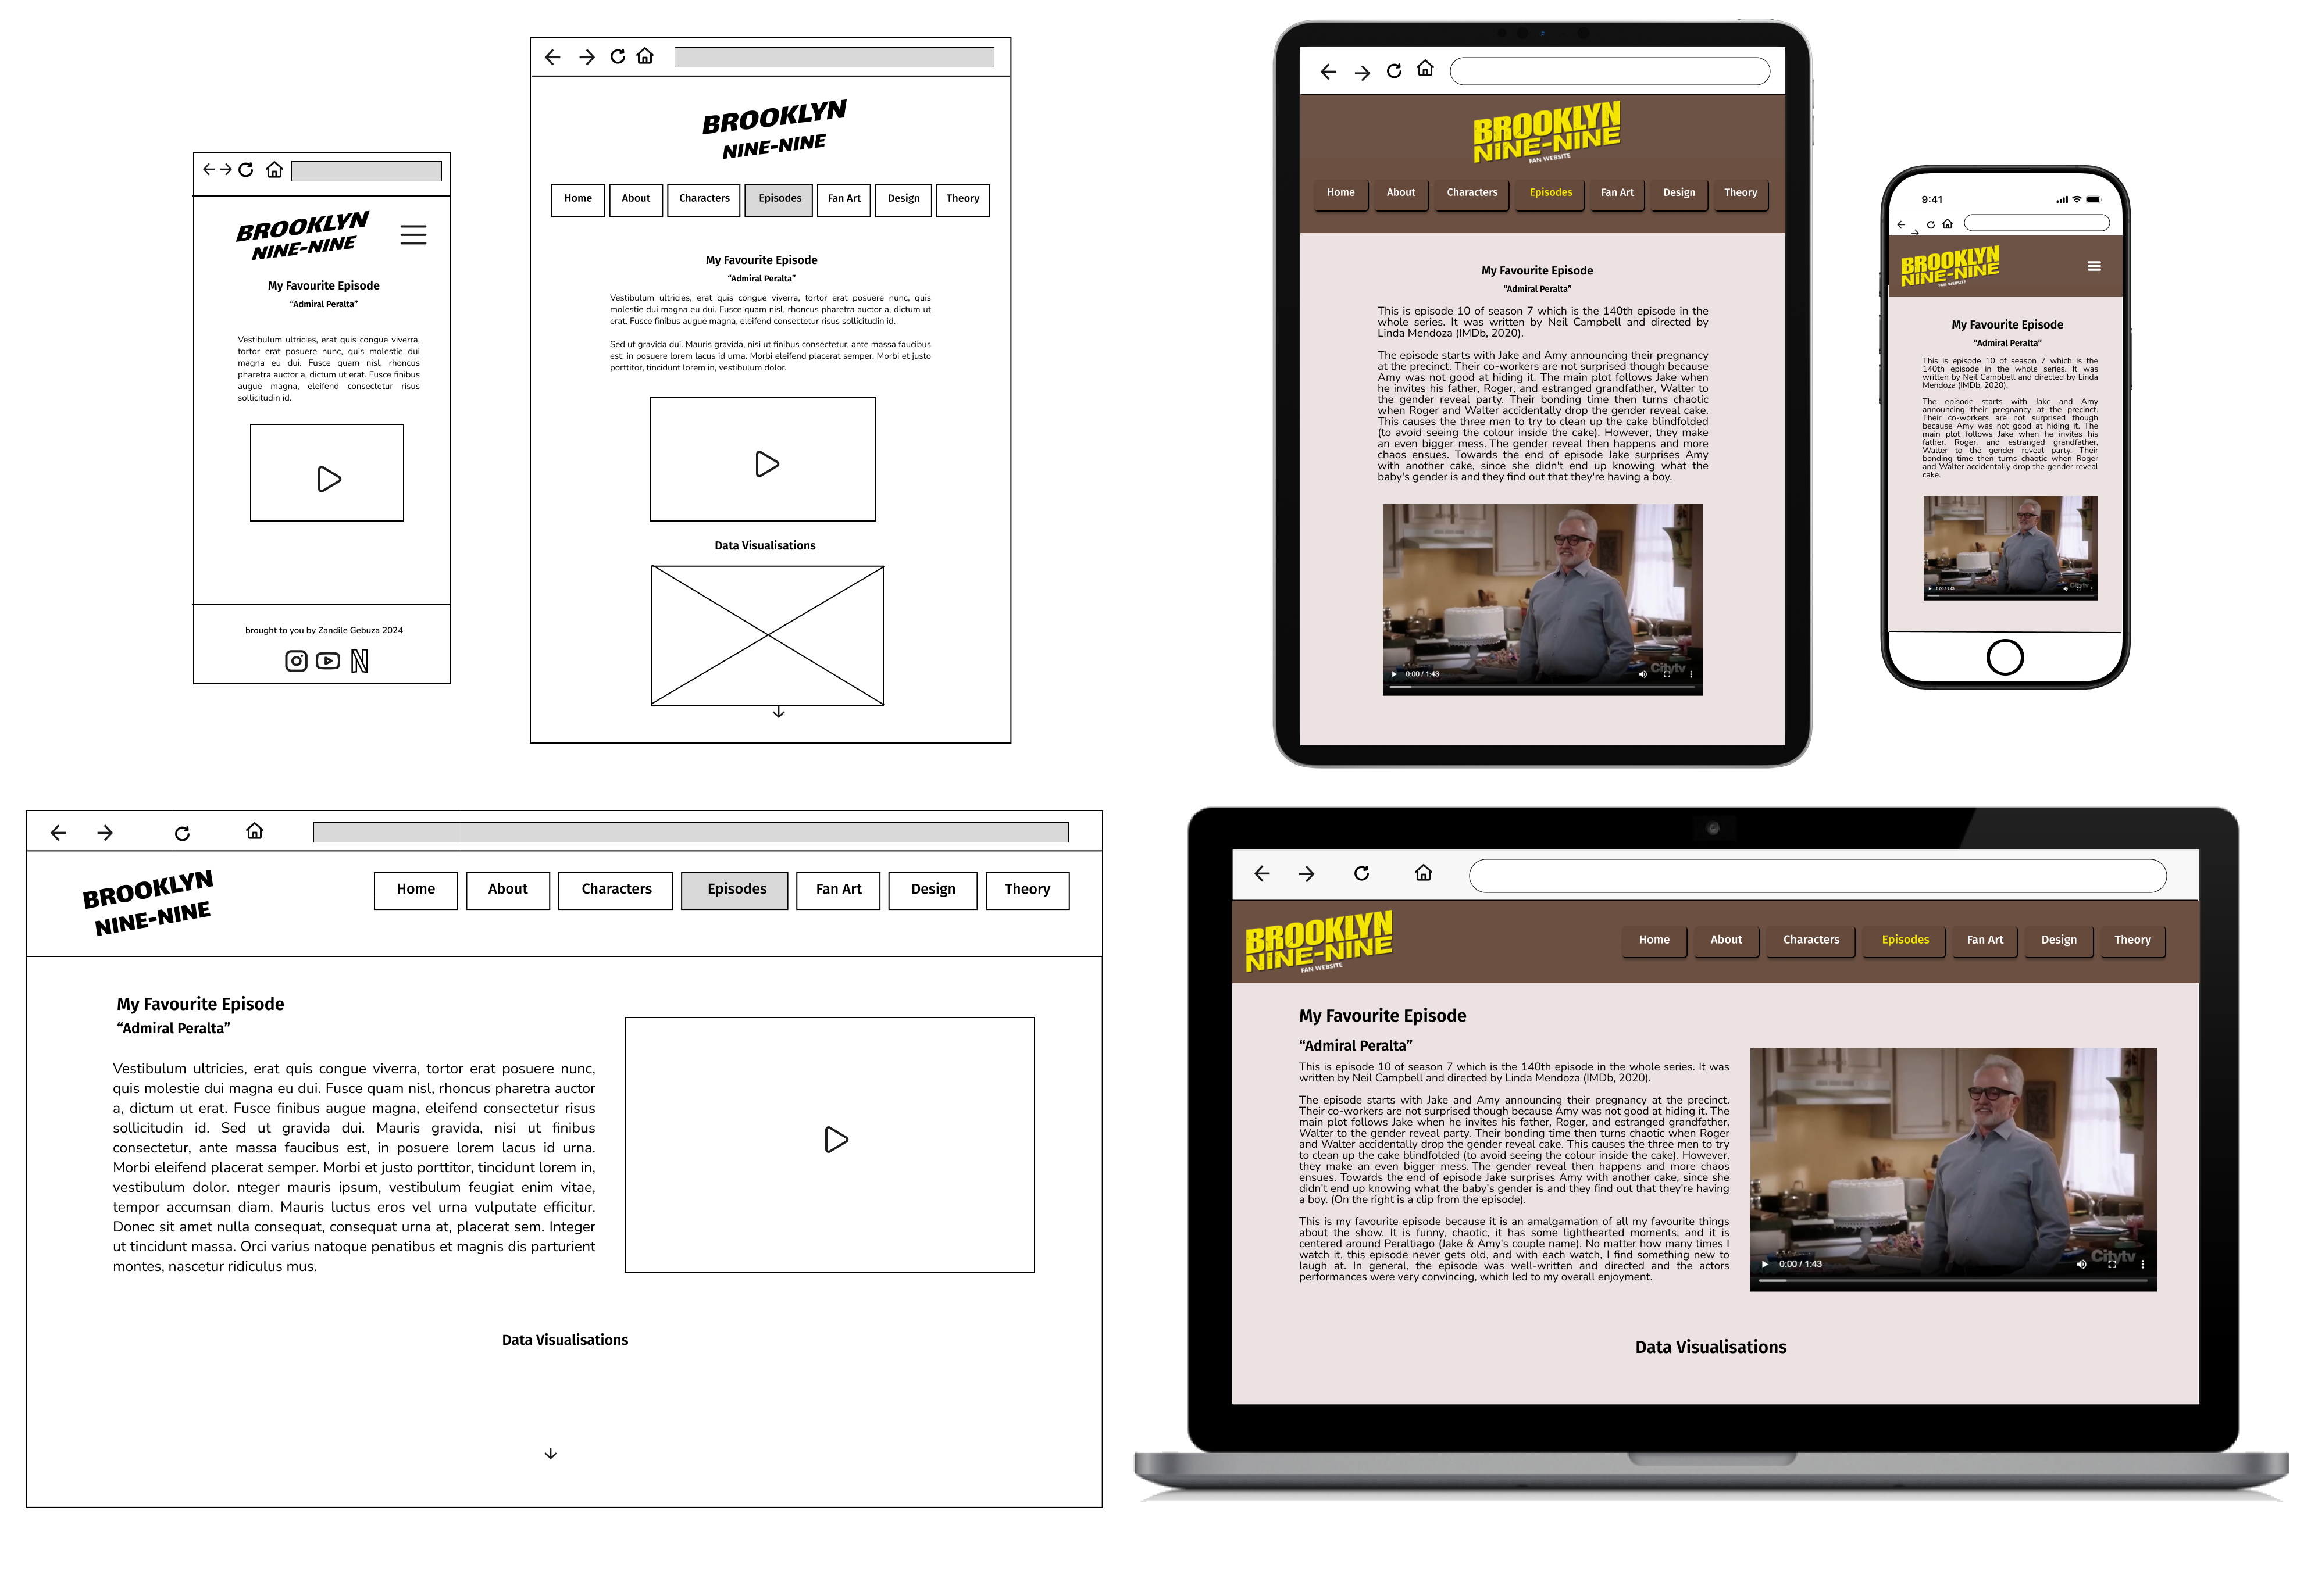 BROOKLYN
NINE-NINE
My Favourite Episode
“Admiral Peralta”
Vestibulum ultricies, erat quis congue viverra,
tortor erat posuere nunc, quis molestie dui
magna eu dui. Fusce quam nisl, rhoncus
pharetra auctor a, dictum ut erat. Fusce finibus
augue magna, eleifend consectetur risus
sollicitudin id.
brought to you by Zandile Gebuza 2024
BROOKLYN
NINE-NINE
Home About Characters Episodes Fan Art Design Theory
My Favourite Episode
“Admiral Peralta”
Vestibulum ultricies, erat quis congue viverra, tortor erat posuere nunc, quis
molestie dui magna eu dui. Fusce quam nisl, rhoncus pharetra auctor a, dictum ut
erat. Fusce finibus augue magna, eleifend consectetur risus sollicitudin id.
Sed ut gravida dui. Mauris gravida, nisi ut finibus consectetur, ante massa faucibus
est, in posuere lorem lacus id urna. Morbi eleifend placerat semper. Morbi et justo
porttitor, tincidunt lorem in, vestibulum dolor.
Data Visualisations
BROOKLYN
NINE-NINE
FAN WEBSITE
Home About Characters Episodes Fan Art Design Theory
My Favourite Episode
“Admiral Peralta”
This is episode 10 of season 7 which is the 140th episode in the
whole series. It was written by Neil Campbell and directed by
Linda Mendoza (IMDb, 2020).
The episode starts with Jake and Amy announcing their pregnancy
at the precinct. Their co-workers are not surprised though because
Amy was not good at hiding it. The main plot follows Jake when
he invites his father, Roger, and estranged grandfather, Walter to
the gender reveal party. Their bonding time then turns chaotic
when Roger and Walter accidentally drop the gender reveal cake.
This causes the three men to try to clean up the cake blindfolded
(to avoid seeing the colour inside the cake). However, they make
an even bigger mess. The gender reveal then happens and more
chaos ensues. Towards the end of episode Jake surprises Amy
with another cake, since she didn't end up knowing what the
baby's gender is and they find out that they're having a boy.
Citytv
0:00 / 1:43
9:41
BROOKLYN
NINE-NINE
FAN WEBSITE
My Favourite Episode
“Admiral Peralta”
This is episode 10 of season 7 which is the
140th episode in the whole series. It was
written by Neil Campbell and directed by Linda
Mendoza (IMDb, 2020).
The episode starts with Jake and Amy
announcing their pregnancy at the precinct.
Their co-workers are not surprised though
because Amy was not good at hiding it. The
main plot follows Jake when he invites his
father, Roger, and estranged grandfather,
Walter to the gender reveal party. Their
bonding time then turns chaotic when Roger
and Walter accidentally drop the gender reveal
cake.
Citytv
0:00 / 1:43
BROOKLYN
NINE-NINE
Home About Characters Episodes Fan Art Design Theory
My Favourite Episode
“Admiral Peralta”
Vestibulum ultricies, erat quis congue viverra, tortor erat posuere nunc,
quis molestie dui magna eu dui. Fusce quam nisl, rhoncus pharetra auctor
a, dictum ut erat. Fusce finibus augue magna, eleifend consectetur risus
sollicitudin id. Sed ut gravida dui. Mauris gravida, nisi ut finibus
consectetur, ante massa faucibus est, in posuere lorem lacus id urna.
Morbi eleifend placerat semper. Morbi et justo porttitor, tincidunt lorem in,
vestibulum dolor. nteger mauris ipsum, vestibulum feugiat enim vitae,
tempor accumsan diam. Mauris luctus eros vel urna vulputate efficitur.
Donec sit amet nulla consequat, consequat urna at, placerat sem. Integer
ut tincidunt massa. Orci varius natoque penatibus et magnis dis parturient
montes, nascetur ridiculus mus.
Data Visualisations
BROOKLYN
NINE-NINE
FAN WEBSITE
Home About Characters Episodes Fan Art Design Theory
My Favourite Episode
“Admiral Peralta”
This is episode 10 of season 7 which is the 140th episode in the whole series. It was
written by Neil Campbell and directed by Linda Mendoza (IMDb, 2020).
The episode starts with Jake and Amy announcing their pregnancy at the precinct.
Their co-workers are not surprised though because Amy was not good at hiding it. The
main plot follows Jake when he invites his father, Roger, and estranged grandfather,
Walter to the gender reveal party. Their bonding time then turns chaotic when Roger
and Walter accidentally drop the gender reveal cake. This causes the three men to try
to clean up the cake blindfolded (to avoid seeing the colour inside the cake). However,
they make an even bigger mess. The gender reveal then happens and more chaos
ensues. Towards the end of episode Jake surprises Amy with another cake, since she
didn't end up knowing what the baby's gender is and they find out that they're having
a boy. (On the right is a clip from the episode).
This is my favourite episode because it is an amalgamation of all my favourite things
about the show. It is funny, chaotic, it has some lighthearted moments, and it is
centered around Peraltiago (Jake & Amy's couple name). No matter how many times I
watch it, this episode never gets old, and with each watch, I find something new to
laugh at. In general, the episode was well-written and directed and the actors
performances were very convincing, which led to my overall enjoyment.
Citytv
0:00 / 1:43
Data Visualisations